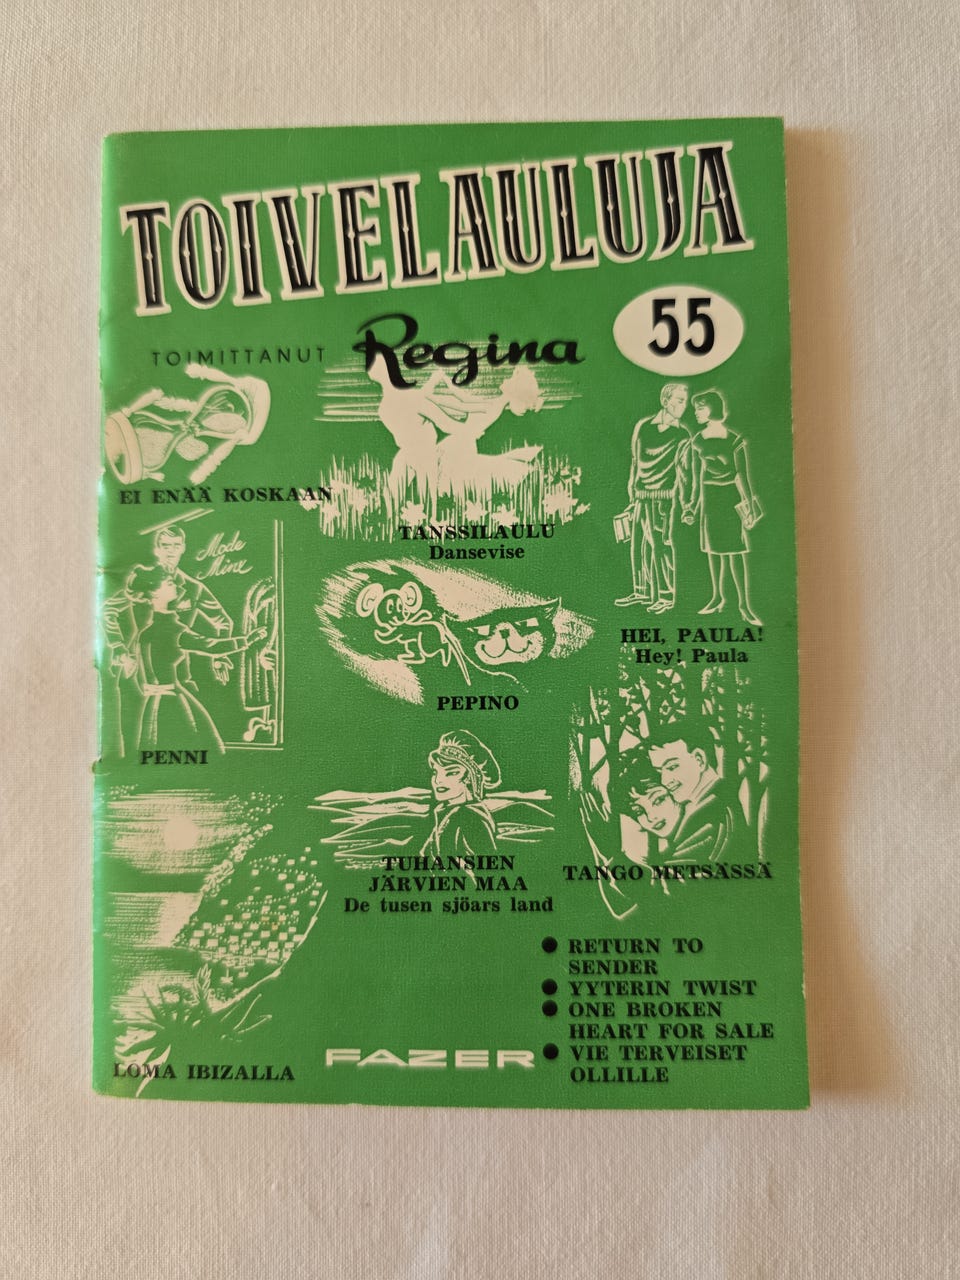 TOIVELAULUJA
55
TOIMITTANUT Regina
EI ENÄÄ KOSKAAN
TANSSILAULU
Dansevise
Mode
Minx
HEI, PAULA!
Hey! Paula
PEPINO
PENNI
TUHANSIEN
JÄRVIEN MAA
De tusen sjöars land
TANGO METSÄSSÄ
LOMA IBIZALLA
FAZER
● RETURN TO
SENDER
● YYTERIN TWIST
● ONE BROKEN
HEART FOR SALE
● VIE TERVEISET
OLLILLE